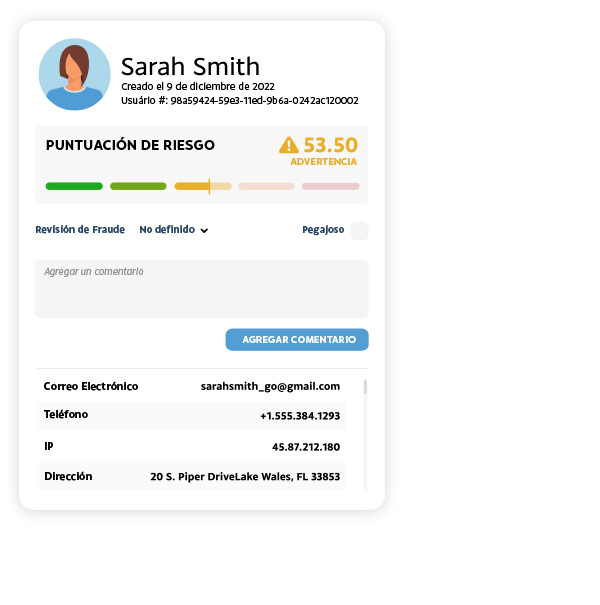 Sarah Smith
Creado el 9 de diciembre de 2022
Usuário #: 98a59424-59e3-11ed-9b6a-0242ac120002
PUNTUACIÓN DE RIESGO
53.50
ADVERTENCIA
Revisión de Fraude No definido Pegajoso
Agregar un comentario
AGREGAR COMENTARIO
Correo Electrónico sarahsmith_go@gmail.com
Teléfono +1.555.384.1293
IP 45.87.212.180
Dirección 20 S. Piper DriveLake Wales, FL 33853